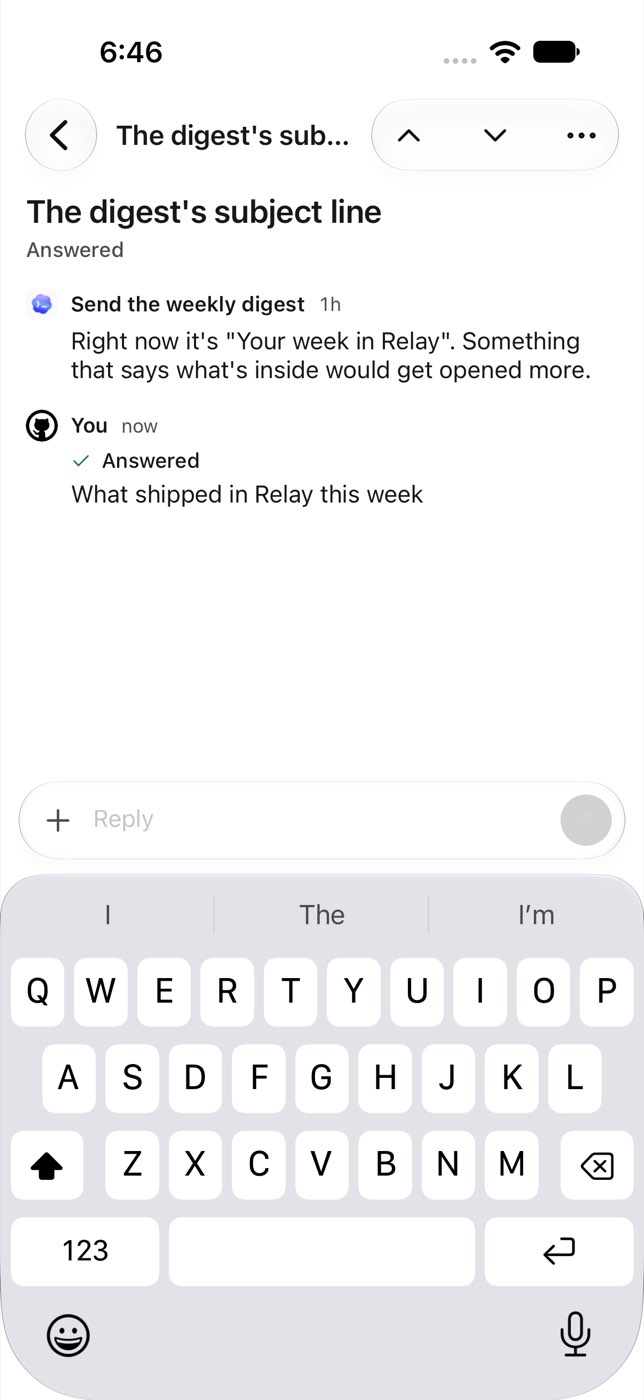 6:46
The digest's sub...
The digest's subject line
Answered
Send the weekly digest 1h
Right now it's "Your week in Relay". Something
that says what's inside would get opened more.
You now
Answered
What shipped in Relay this week
Reply
I The I'm
Q W E R T Y U I O P
A S D F G H J K L
Z X C V B N M
123